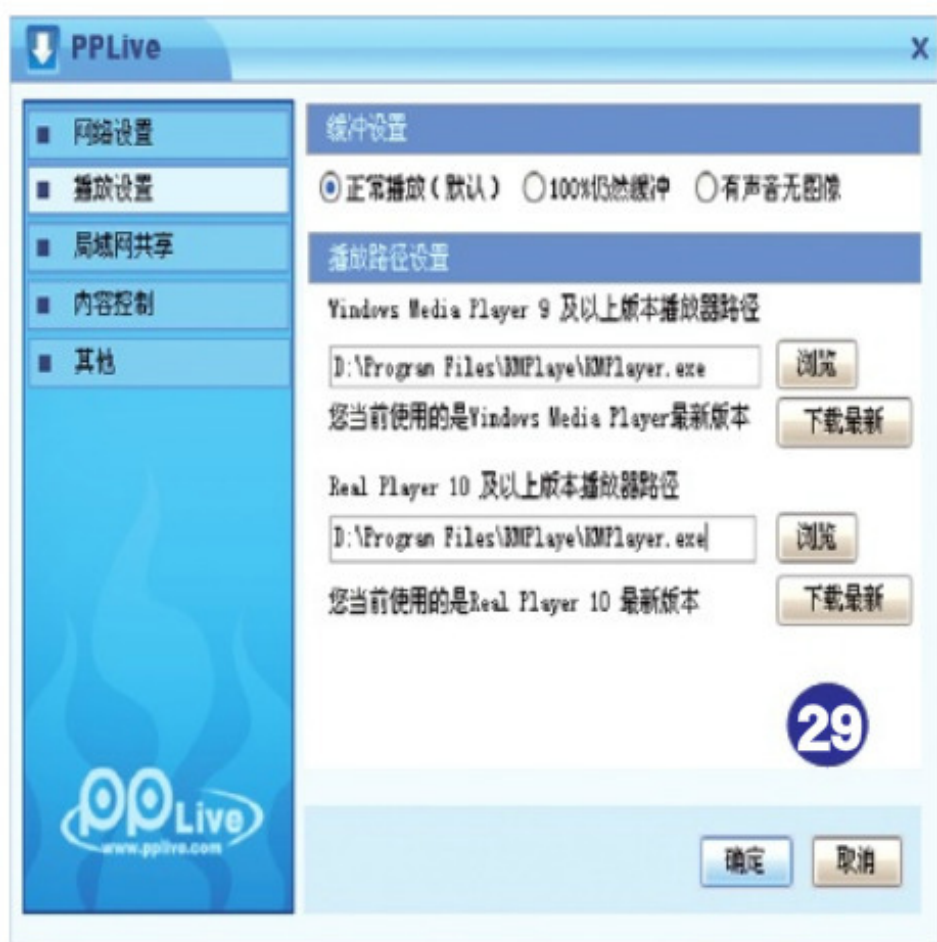 PPLive
X
网络设置
播放设置
局域网共享
内容控制
其他
缓冲设置
正常播放(默认) 100%仍然缓冲 有声音无图像
播放路径设置
Windows Media Player 9 及以上版本播放器路径
D:\Program Files\KMPlaye\KMPlayer.exe 浏览
您当前使用的是Windows Media Player最新版本 下载最新
Real Player 10 及以上版本播放器路径
D:\Program Files\KMPlaye\KMPlayer.exe 浏览
您当前使用的是Real Player 10 最新版本 下载最新
29
PPLive
www.pplive.com
确定 取消